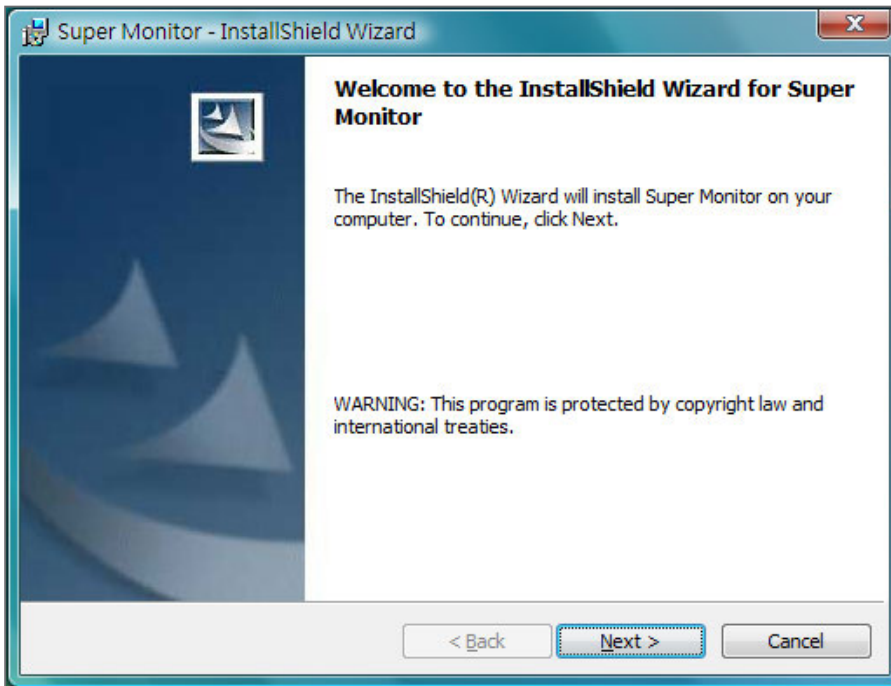 Super Monitor - InstallShield Wizard
Welcome to the InstallShield Wizard for Super
Monitor
The InstallShield(R) Wizard will install Super Monitor on your
computer. To continue, click Next.
WARNING: This program is protected by copyright law and
international treaties.
< Back
Next >
Cancel